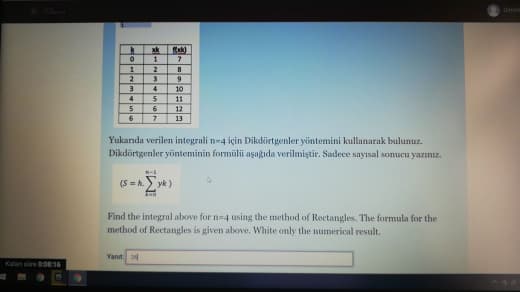 k xk f(xk)
0 1 7
1 2 8
2 3 9
3 4 10
4 5 11
5 6 12
6 7 13
Yukarıda verilen integrali n=4 için Dikdörtgenler yöntemini kullanarak bulunuz.
Dikdörtgenler yönteminin formülü aşağıda verilmiştir. Sadece sayısal sonucu yazınız.
n-1
(S = h. ∑ yk)
k=0
Find the integral above for n=4 using the method of Rectangles. The formula for the
method of Rectangles is given above. White only the numerical result.
Yanıt:
Kalan süre 0:08:16